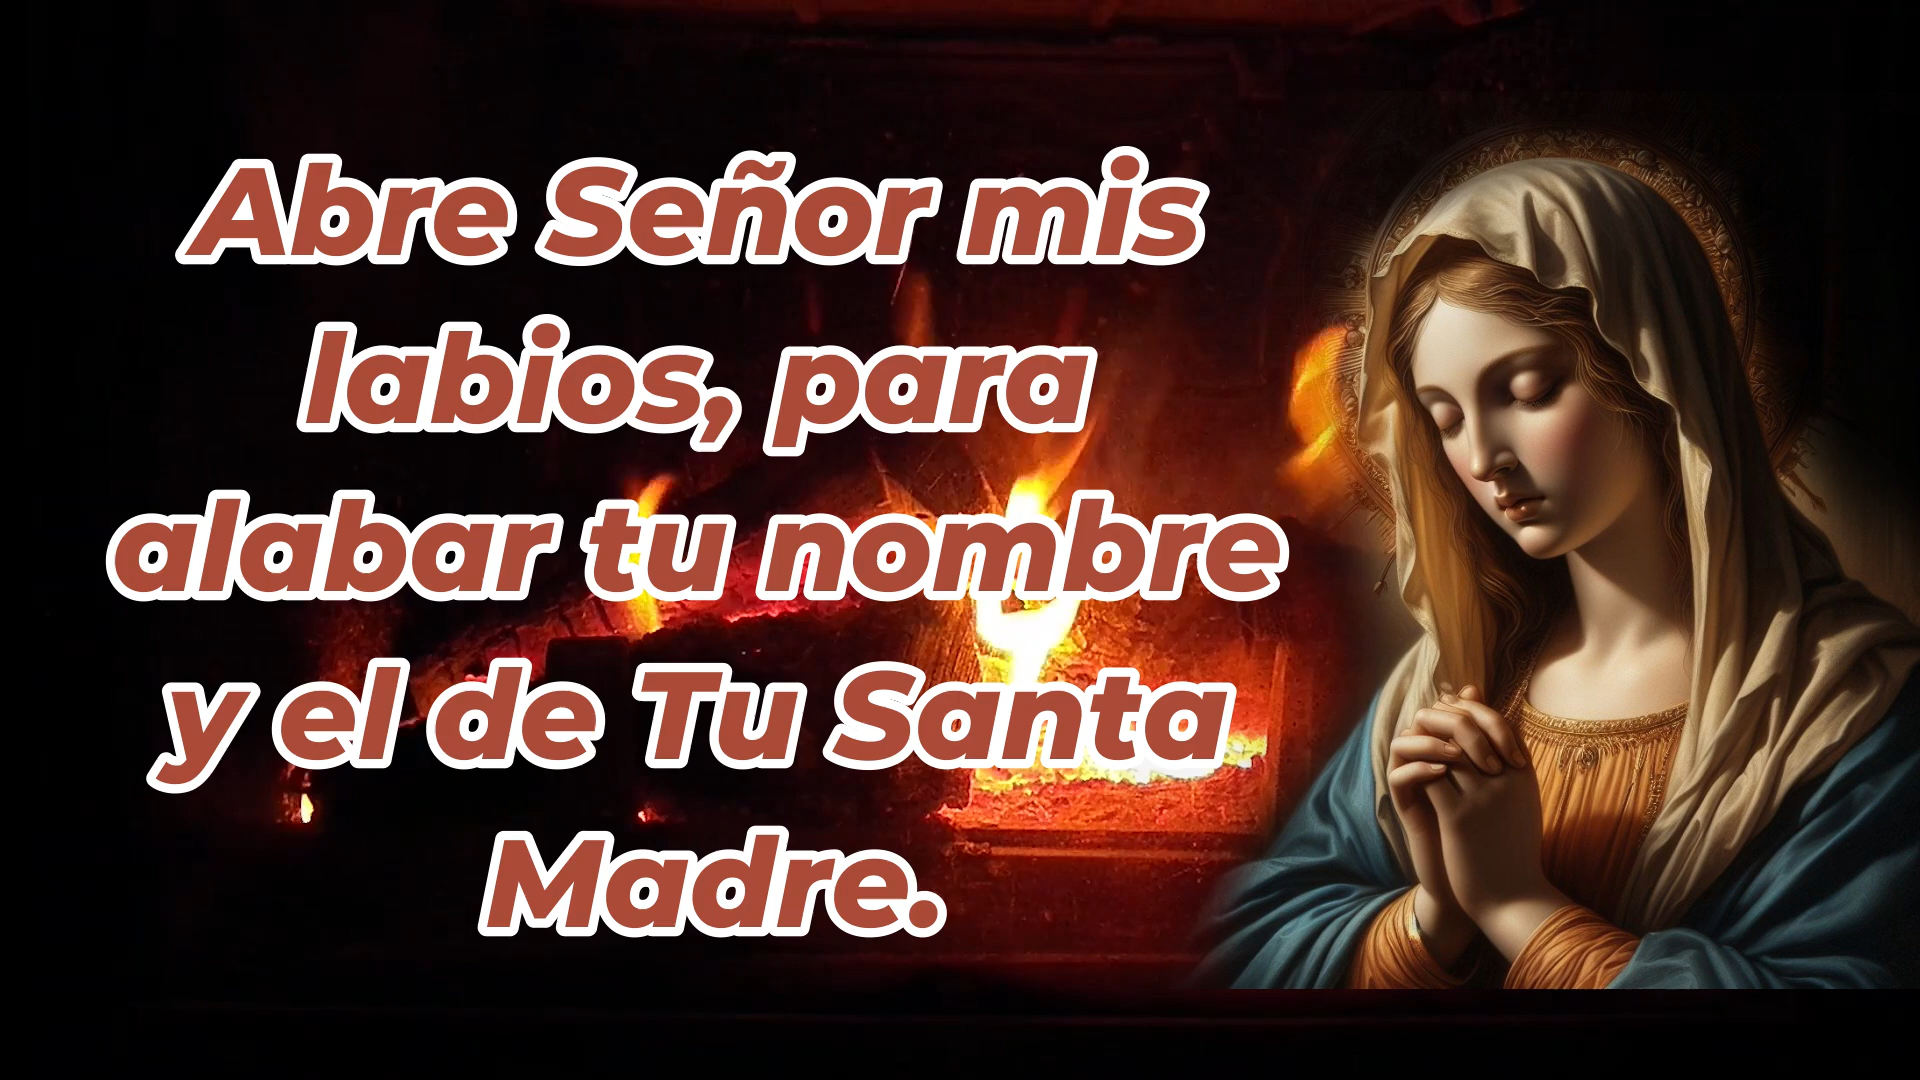 Abre Señor mis
labios, para
alabar tu nombre
y el de Tu Santa
Madre.